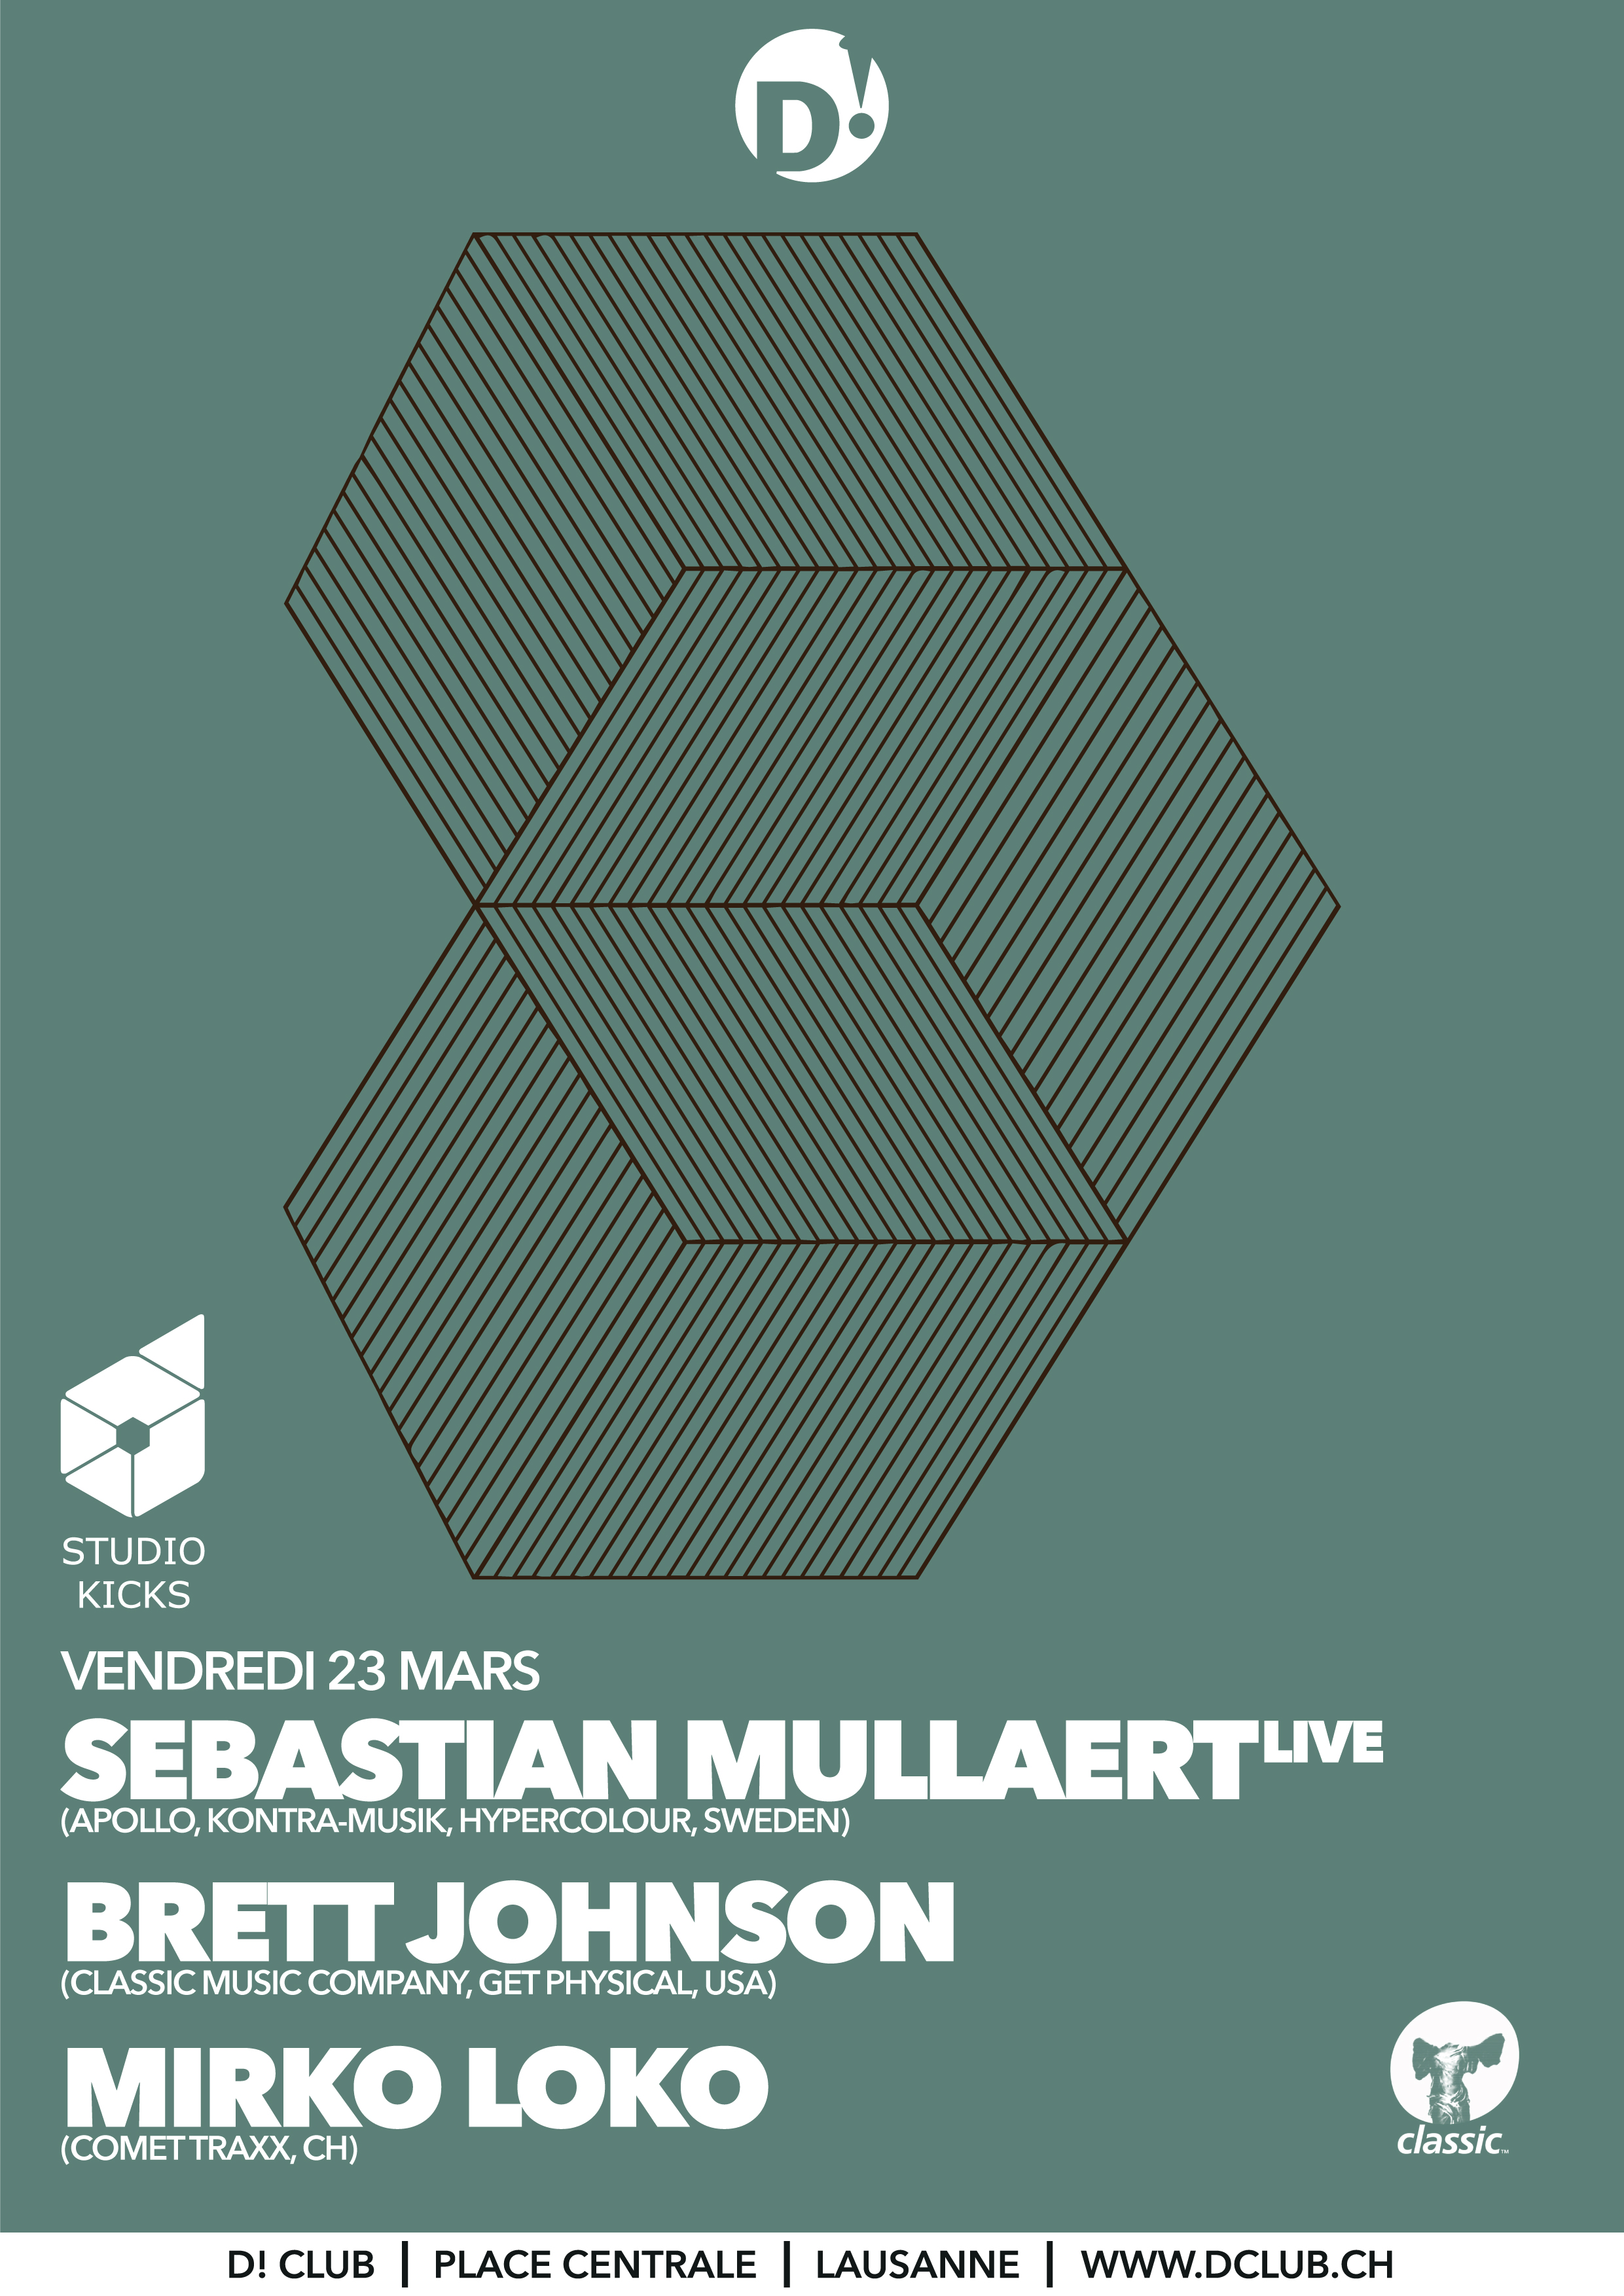 D!
STUDIO
KICKS
VENDREDI 23 MARS
SEBASTIAN MULLAERT LIVE
(APOLLO, KONTRA-MUSIK, HYPERCOLOUR, SWEDEN)
BRETT JOHNSON
(CLASSIC MUSIC COMPANY, GET PHYSICAL, USA)
MIRKO LOKO
(COMET TRAXX, CH)
classic™
D! CLUB | PLACE CENTRALE | LAUSANNE | WWW.DCLUB.CH